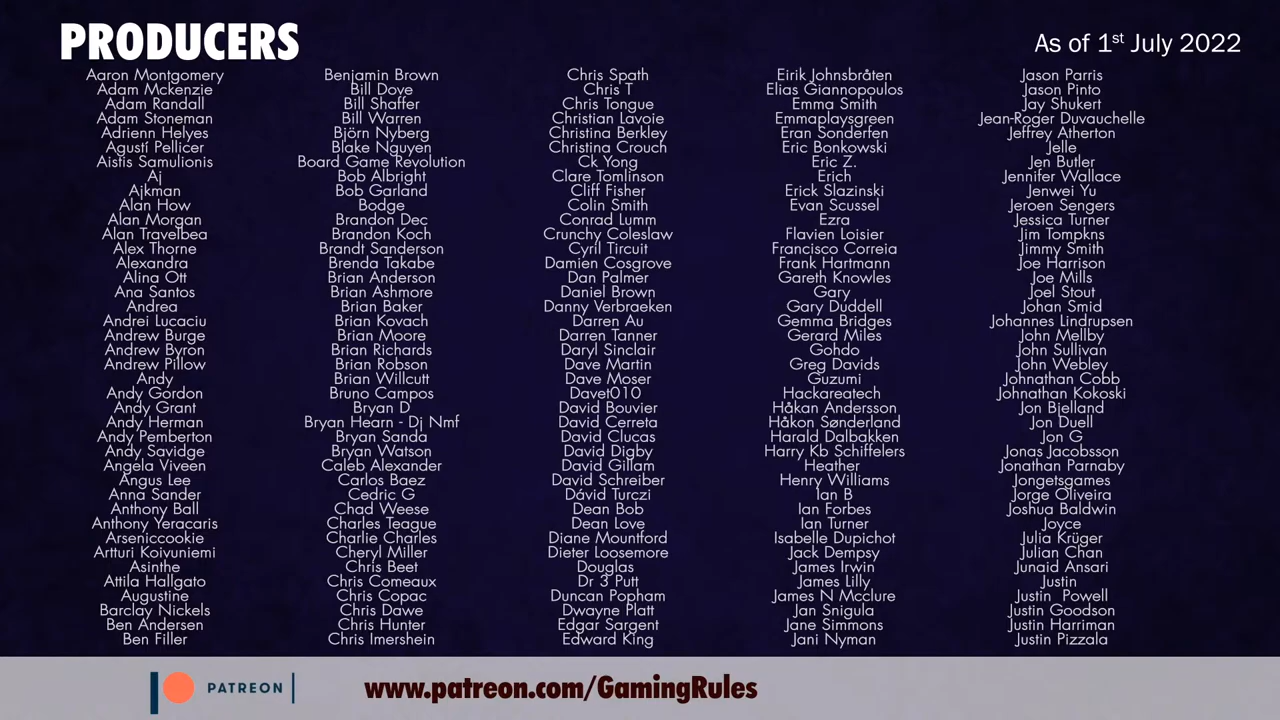 PRODUCERS
As of 1st July 2022
Aaron Montgomery
Adam Mckenzie
Adam Randall
Adam Stoneman
Adrienn Helyes
Agustí Pellicer
Aistis Samulionis
Aj
Ajkman
Alan How
Alan Morgan
Alan Travelbea
Alex Thorne
Alexandra
Alina Ott
Ana Santos
Andrea
Andrei Lucaciu
Andrew Burge
Andrew Byron
Andrew Pillow
Andy
Andy Gordon
Andy Grant
Andy Herman
Andy Pemberton
Andy Savidge
Angela Viveen
Angus Lee
Anna Sander
Anthony Ball
Anthony Yeracaris
Arseniccookie
Artturi Koivuniemi
Asinthe
Attila Hallgato
Augustine
Barclay Nickels
Ben Andersen
Ben Filler
Benjamin Brown
Bill Dove
Bill Shaffer
Bill Warren
Björn Nyberg
Blake Nguyen
Board Game Revolution
Bob Albright
Bob Garland
Bodge
Brandon Dec
Brandon Koch
Brandt Sanderson
Brenda Takabe
Brian Anderson
Brian Ashmore
Brian Baker
Brian Kovach
Brian Moore
Brian Richards
Brian Robson
Brian Willcutt
Bruno Campos
Bryan D
Bryan Hearn - Dj Nmf
Bryan Sanda
Bryan Watson
Caleb Alexander
Carlos Baez
Cedric G
Chad Weese
Charles Teague
Charlie Charles
Cheryl Miller
Chris Beet
Chris Comeaux
Chris Copac
Chris Dawe
Chris Hunter
Chris Imershein
Chris Spath
Chris T
Chris Tongue
Christian Lavoie
Christina Berkley
Christina Crouch
Ck Yong
Clare Tomlinson
Cliff Fisher
Colin Smith
Conrad Lumm
Crunchy Coleslaw
Cyril Tircuit
Damien Cosgrove
Dan Palmer
Daniel Brown
Danny Verbraeken
Darren Au
Darren Tanner
Daryl Sinclair
Dave Martin
Dave Moser
Davet010
David Bouvier
David Cerreta
David Clucas
David Digby
David Gillam
David Schreiber
Dávid Turczi
Dean Bob
Dean Love
Diane Mountford
Dieter Loosemore
Douglas
Dr 3 Putt
Duncan Popham
Dwayne Platt
Edgar Sargent
Edward King
Eirik Johnsbråten
Elias Giannopoulos
Emma Smith
Emmaplaysgreen
Eran Sonderfen
Eric Bonkowski
Eric Z.
Erich
Erick Slazinski
Evan Scussel
Ezra
Flavien Loisier
Francisco Correia
Frank Hartmann
Gareth Knowles
Gary
Gary Duddell
Gemma Bridges
Gerard Miles
Gohdo
Greg Davids
Guzumi
Hackareatech
Håkan Andersson
Håkon Sønderland
Harald Dalbakken
Harry Kb Schiffelers
Heather
Henry Williams
Ian B
Ian Forbes
Ian Turner
Isabelle Dupichot
Jack Dempsy
James Irwin
James Lilly
James N Mcclure
Jan Snigula
Jane Simmons
Jani Nyman
Jason Parris
Jason Pinto
Jay Shukert
Jean-Roger Duvauchelle
Jeffrey Atherton
Jelle
Jen Butler
Jennifer Wallace
Jenwei Yu
Jeroen Sengers
Jessica Turner
Jim Tompkns
Jimmy Smith
Joe Harrison
Joe Mills
Joel Stout
Johan Smid
Johannes Lindrupsen
John Mellby
John Sullivan
John Webley
Johnathan Cobb
Johnathan Kokoski
Jon Bjelland
Jon Duell
Jon G
Jonas Jacobsson
Jonathan Parnaby
Jongetsgames
Jorge Oliveira
Joshua Baldwin
Joyce
Julia Krüger
Julian Chan
Junaid Ansari
Justin
Justin  Powell
Justin Goodson
Justin Harriman
Justin Pizzala
PATREON
www.patreon.com/GamingRules